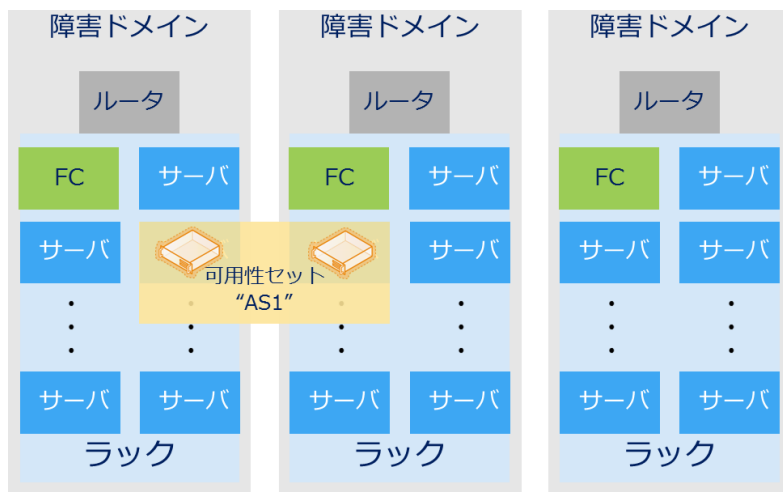 障害ドメイン
ルータ
FC
サーバ
サーバ
サーバ
サーバ
ラック
障害ドメイン
ルータ
FC
サーバ
サーバ
サーバ
サーバ
ラック
可用性セット
“AS1”
障害ドメイン
ルータ
FC
サーバ
サーバ
サーバ
サーバ
サーバ
ラック